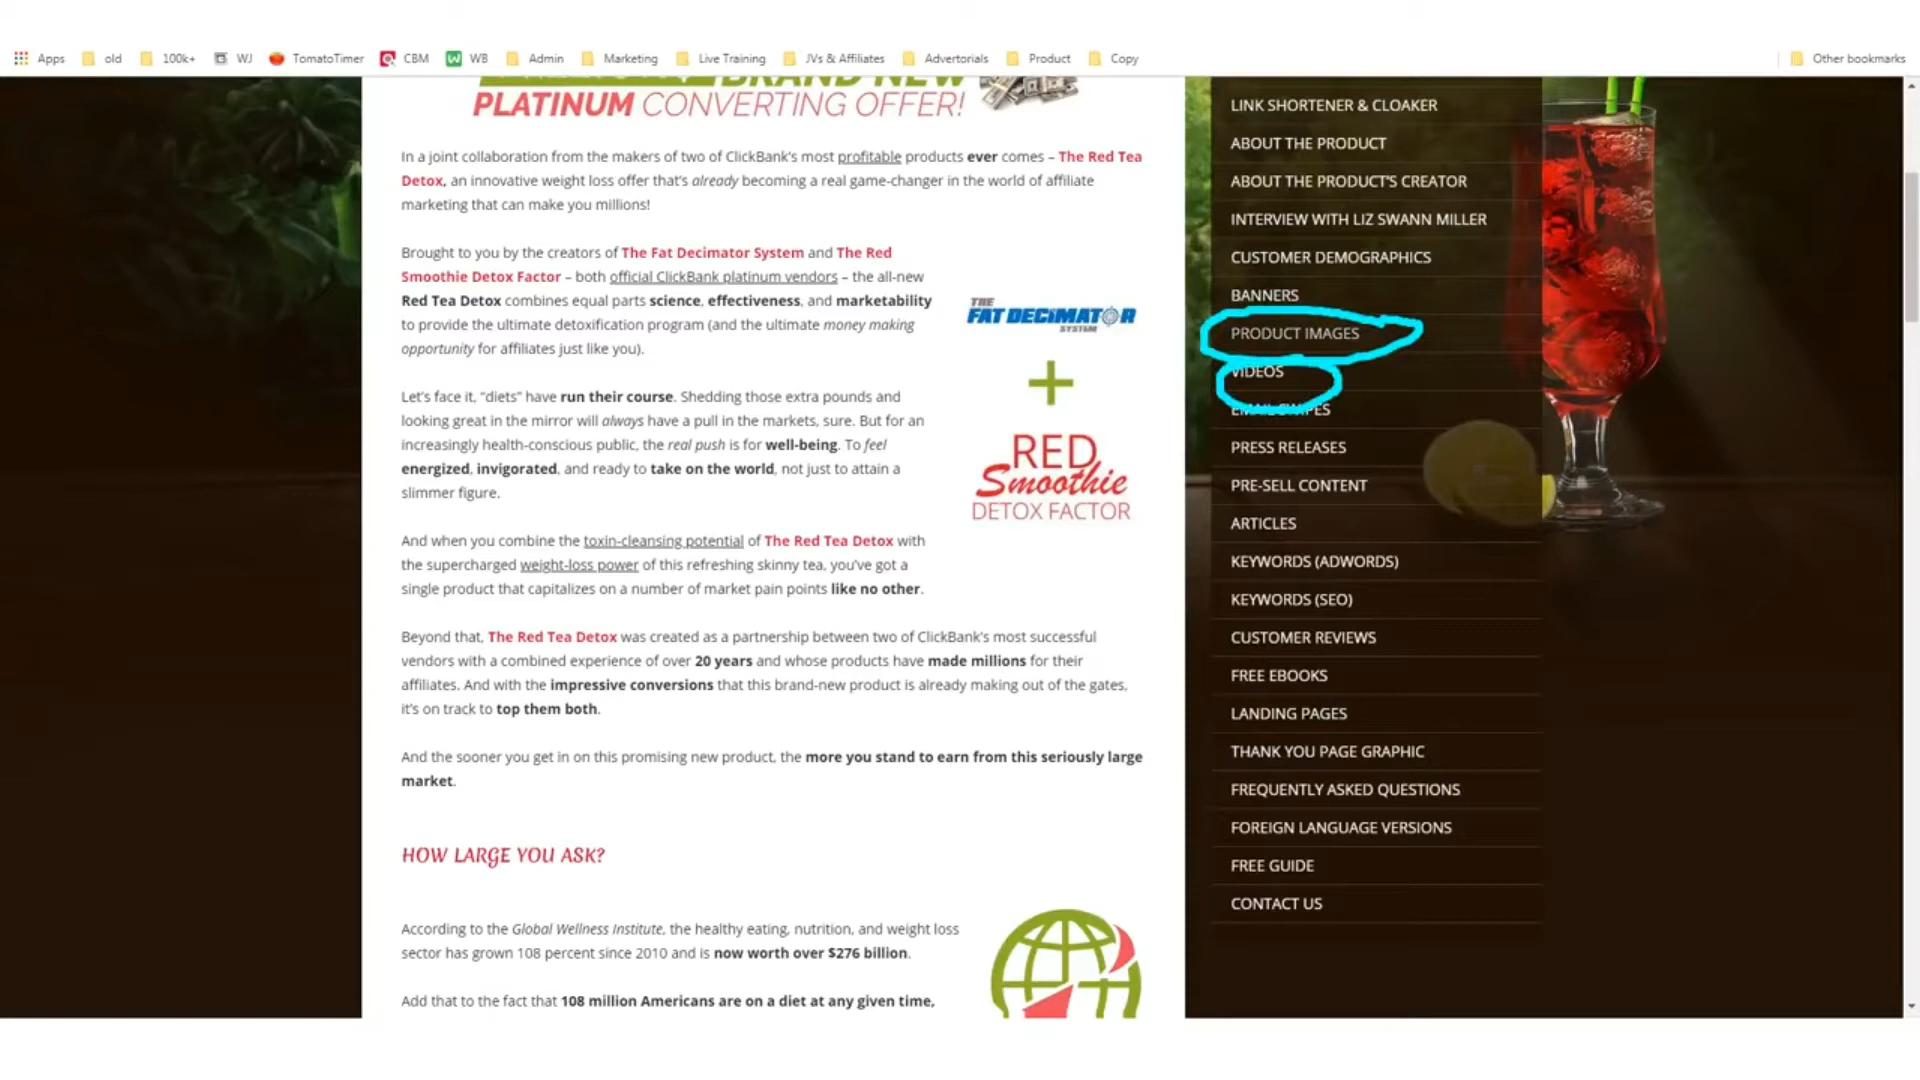 Apps old 100k+ WJ TomatoTimer CBM WB Admin Marketing Live Training JVs & Affiliates Advertorials Product Copy Other bookmarks
BRAND NEW
PLATINUM CONVERTING OFFER!
In a joint collaboration from the makers of two of ClickBank's most profitable products ever comes – The Red Tea
Detox, an innovative weight loss offer that's already becoming a real game-changer in the world of affiliate
marketing that can make you millions!
Brought to you by the creators of The Fat Decimator System and The Red
Smoothie Detox Factor – both official ClickBank platinum vendors – the all-new
Red Tea Detox combines equal parts science, effectiveness, and marketability
to provide the ultimate detoxification program (and the ultimate money making
opportunity for affiliates just like you).
THE
FAT DECIMATOR
SYSTEM
Let's face it, "diets" have run their course. Shedding those extra pounds and
looking great in the mirror will always have a pull in the markets, sure. But for an
increasingly health-conscious public, the real push is for well-being. To feel
energized, invigorated, and ready to take on the world, not just to attain a
slimmer figure.
RED
Smoothie
DETOX FACTOR
And when you combine the toxin-cleansing potential of The Red Tea Detox with
the supercharged weight-loss power of this refreshing skinny tea, you've got a
single product that capitalizes on a number of market pain points like no other.
Beyond that, The Red Tea Detox was created as a partnership between two of ClickBank's most successful
vendors with a combined experience of over 20 years and whose products have made millions for their
affiliates. And with the impressive conversions that this brand-new product is already making out of the gates,
it's on track to top them both.
And the sooner you get in on this promising new product, the more you stand to earn from this seriously large
market.
HOW LARGE YOU ASK?
According to the Global Wellness Institute, the healthy eating, nutrition, and weight loss
sector has grown 108 percent since 2010 and is now worth over $276 billion.
Add that to the fact that 108 million Americans are on a diet at any given time,
LINK SHORTENER & CLOAKER
ABOUT THE PRODUCT
ABOUT THE PRODUCT'S CREATOR
INTERVIEW WITH LIZ SWANN MILLER
CUSTOMER DEMOGRAPHICS
BANNERS
PRODUCT IMAGES
VIDEOS
EMAIL SWIPES
PRESS RELEASES
PRE-SELL CONTENT
ARTICLES
KEYWORDS (ADWORDS)
KEYWORDS (SEO)
CUSTOMER REVIEWS
FREE EBOOKS
LANDING PAGES
THANK YOU PAGE GRAPHIC
FREQUENTLY ASKED QUESTIONS
FOREIGN LANGUAGE VERSIONS
FREE GUIDE
CONTACT US